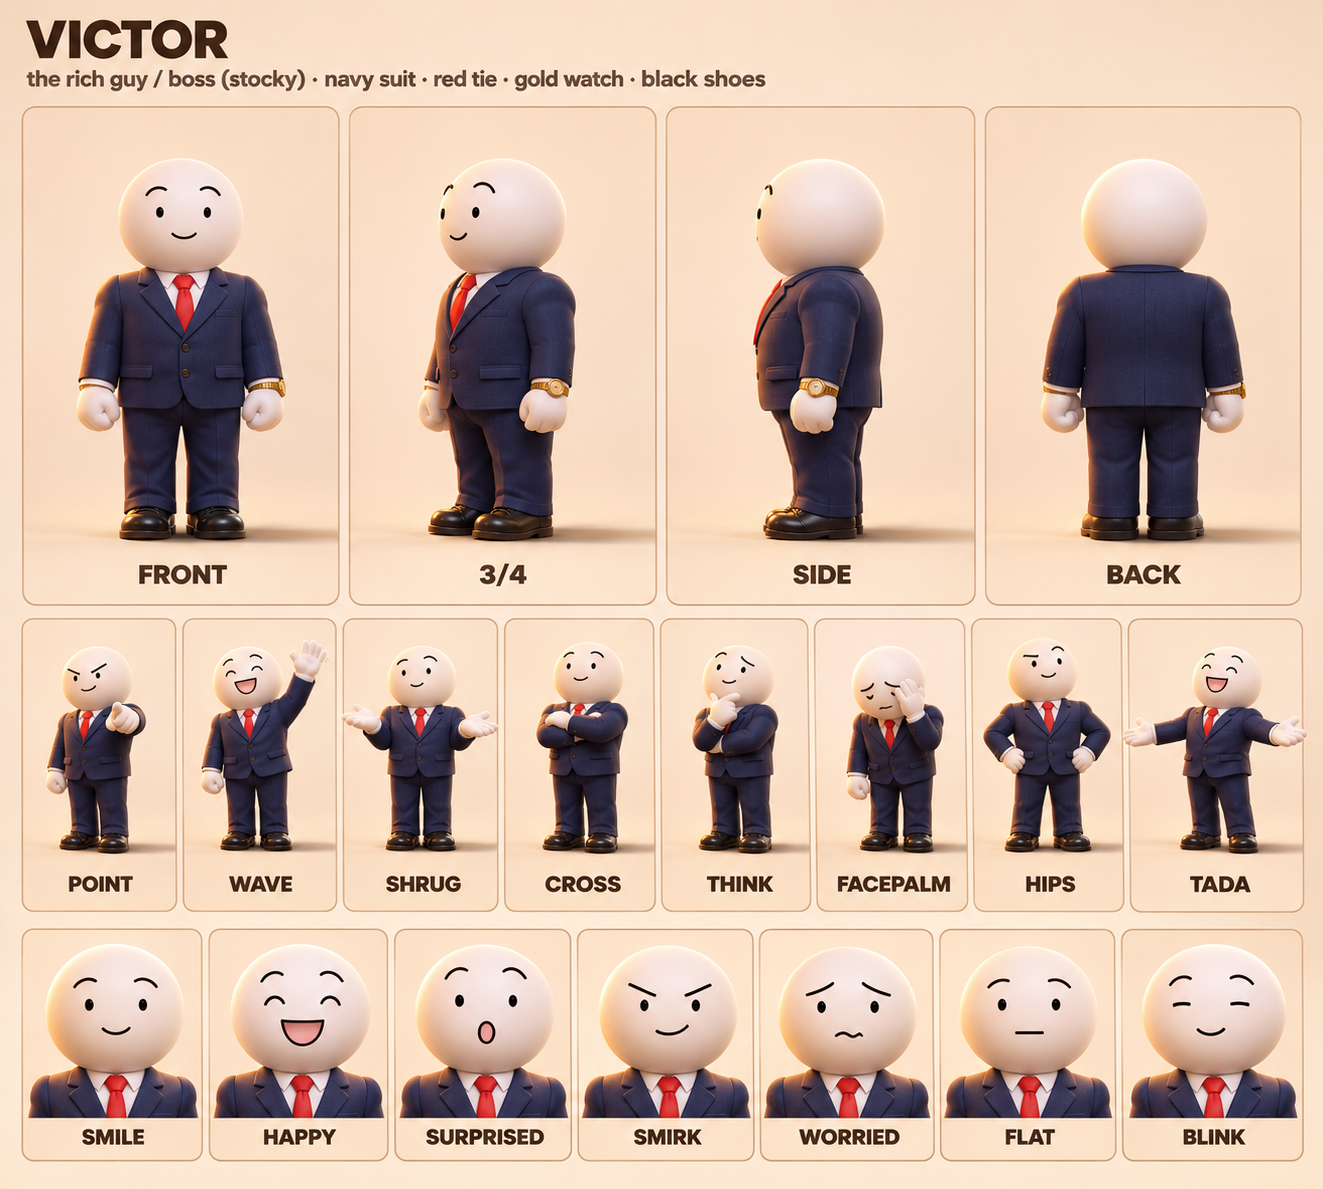 VICTOR
the rich guy / boss (stocky) · navy suit · red tie · gold watch · black shoes
FRONT
3/4
SIDE
BACK
POINT
WAVE
SHRUG
CROSS
THINK
FACEPALM
HIPS
TADA
SMILE
HAPPY
SURPRISED
SMIRK
WORRIED
FLAT
BLINK